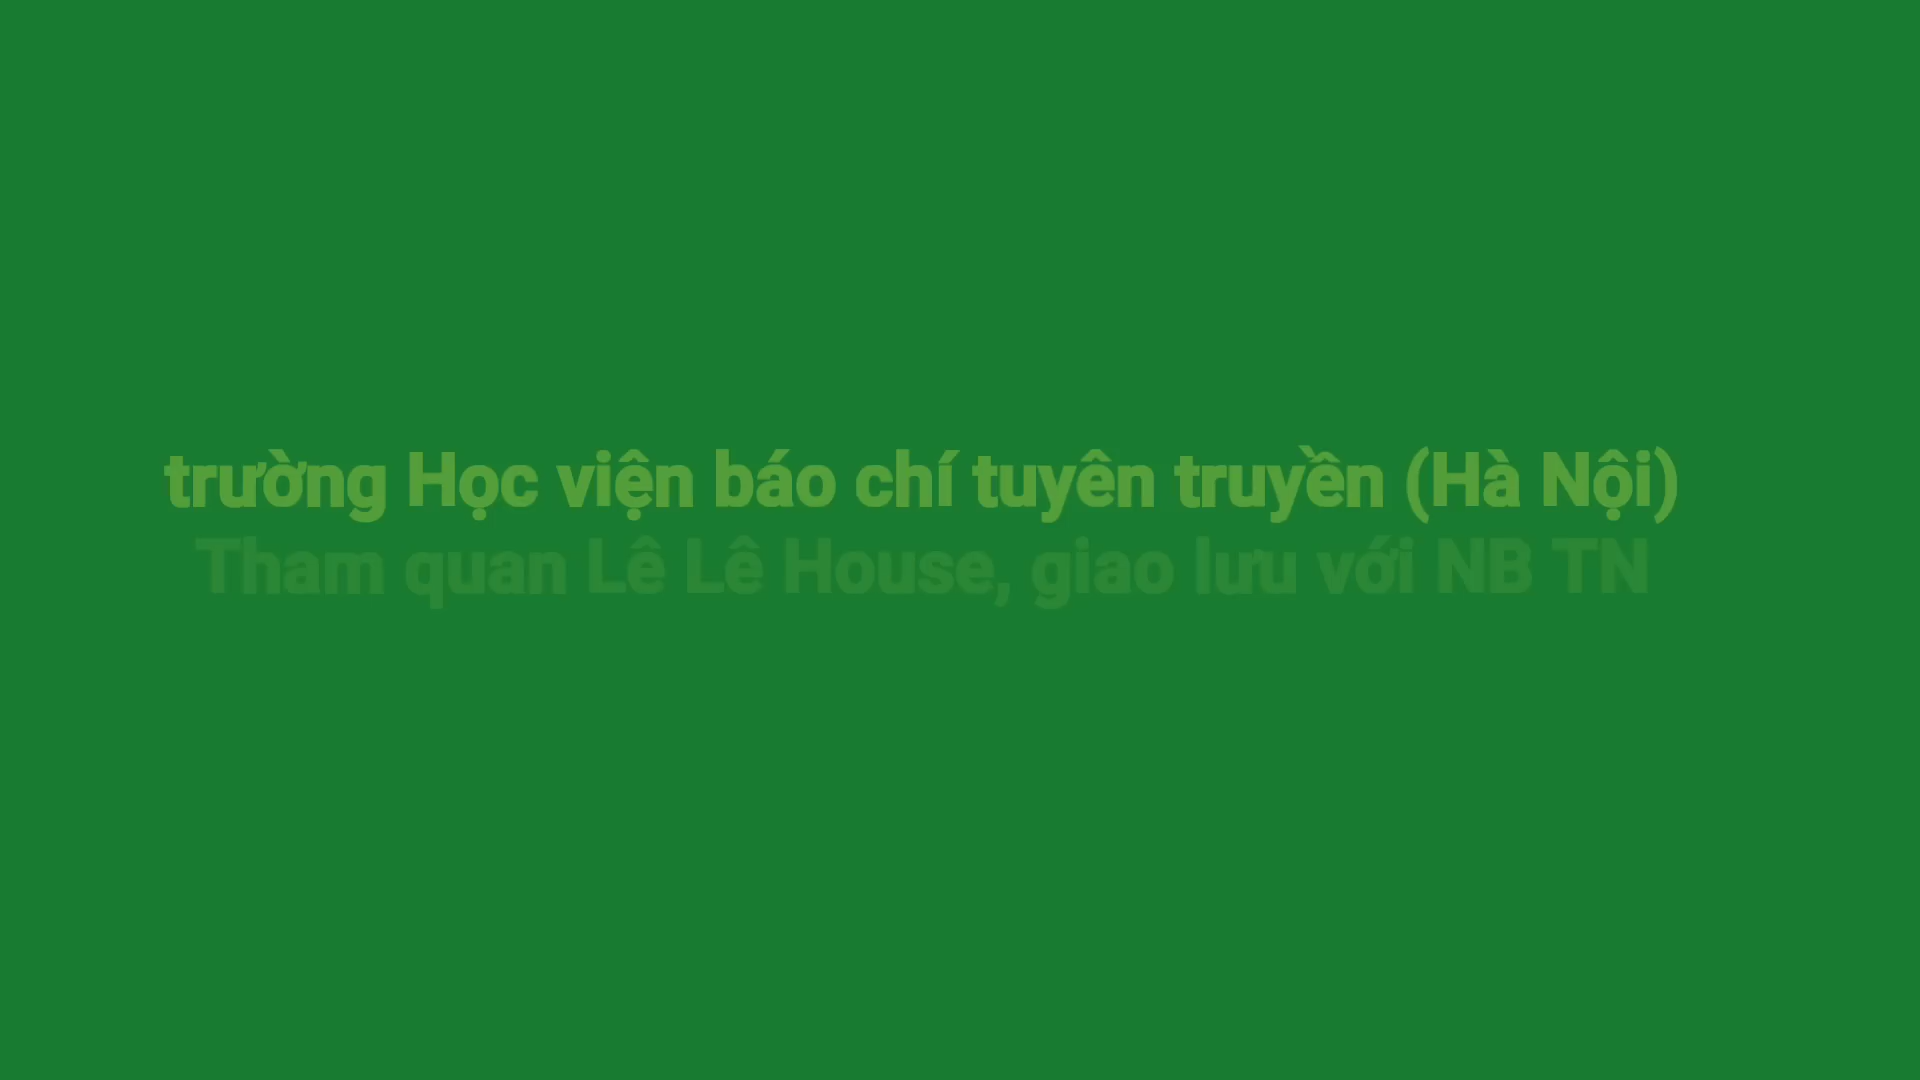 trường Học viện báo chí tuyên truyền (Hà Nội)
Tham quan Lê Lê House, giao lưu với NB TN